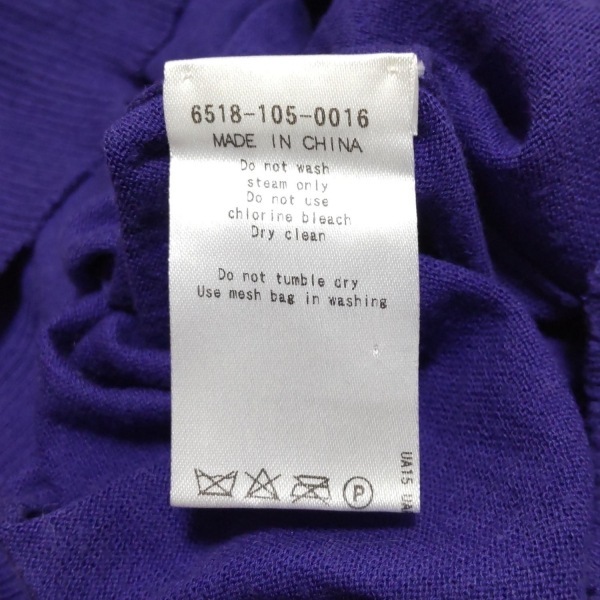 6518-105-0016
MADE IN CHINA
Do not wash
steam only
Do not use
chlorine bleach
Dry clean
Do not tumble dry
Use mesh bag in washing
P
UA15 UA